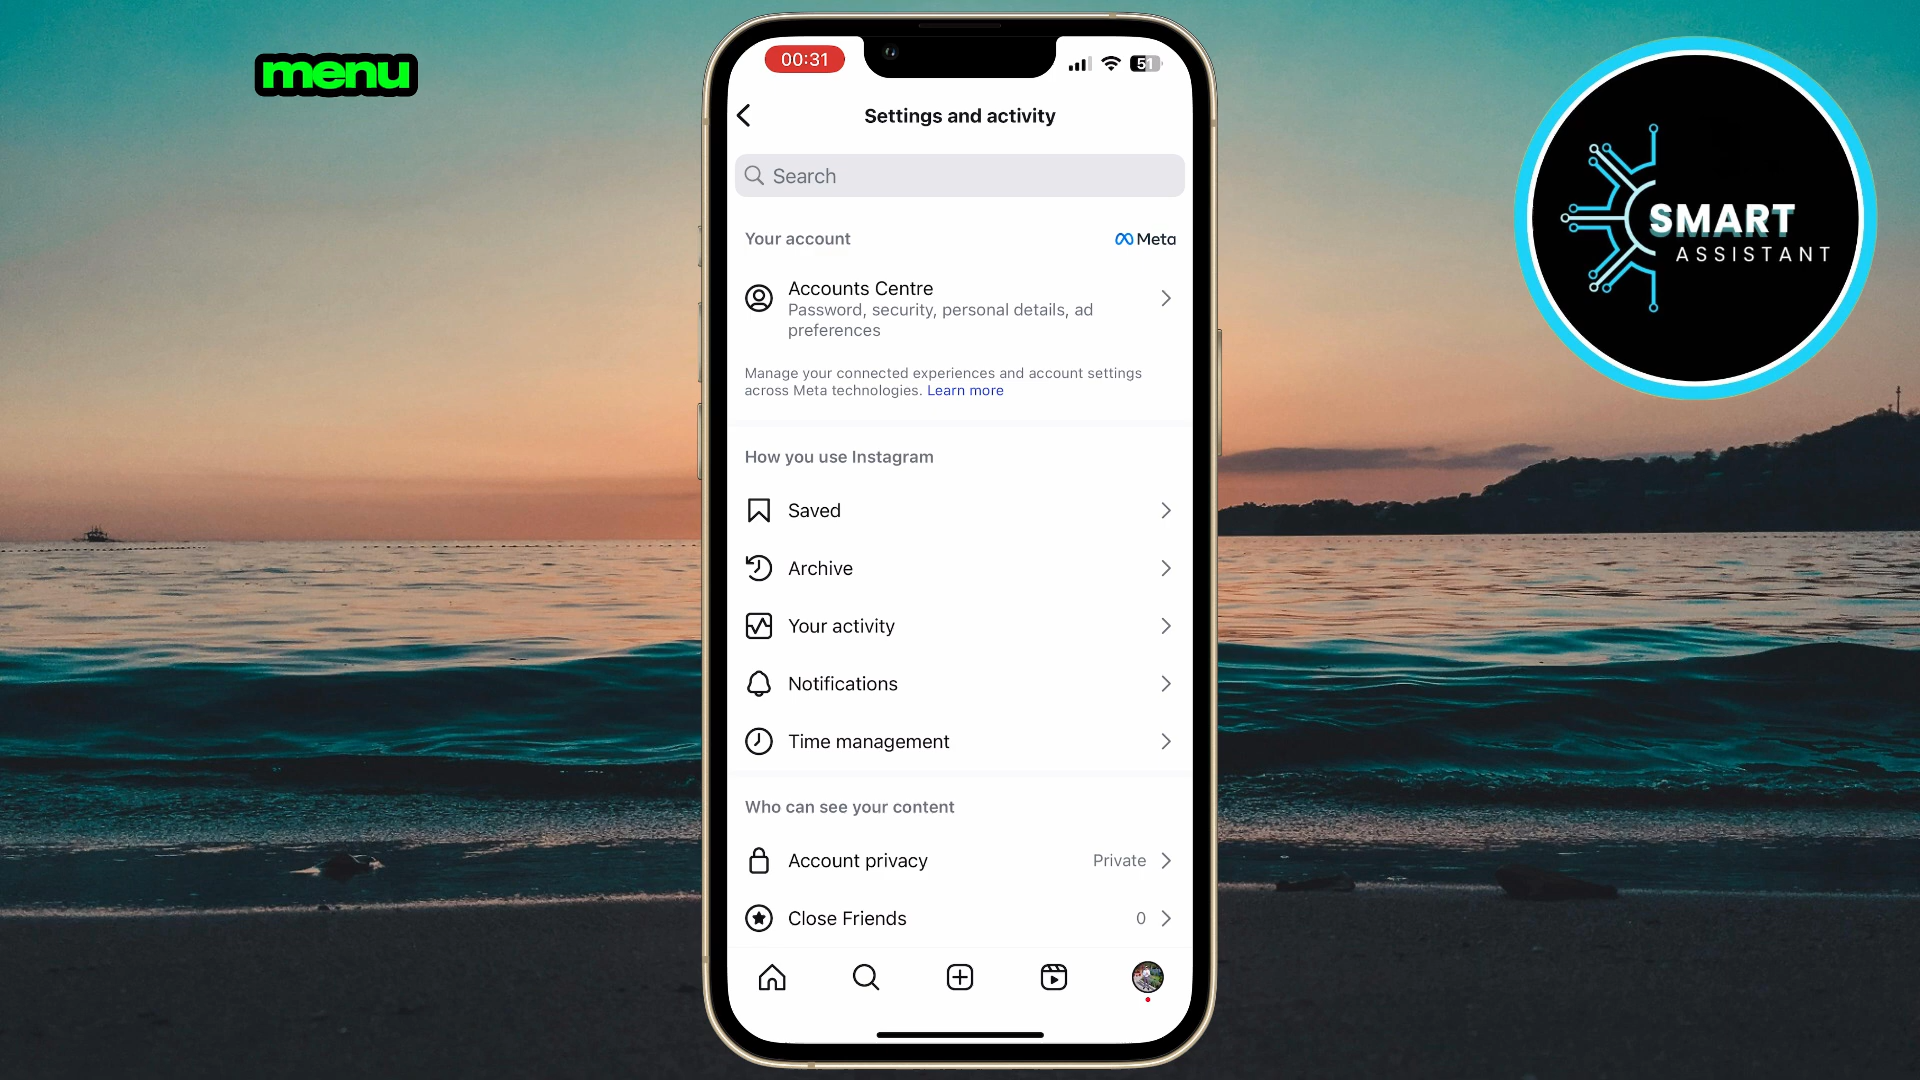 menu
00:31
51
Settings and activity
Search
Your account
Meta
Accounts Centre
Password, security, personal details, ad
preferences
Manage your connected experiences and account settings
across Meta technologies. Learn more
How you use Instagram
Saved
Archive
Your activity
Notifications
Time management
Who can see your content
Account privacy
Private
Close Friends
0
SMART
ASSISTANT